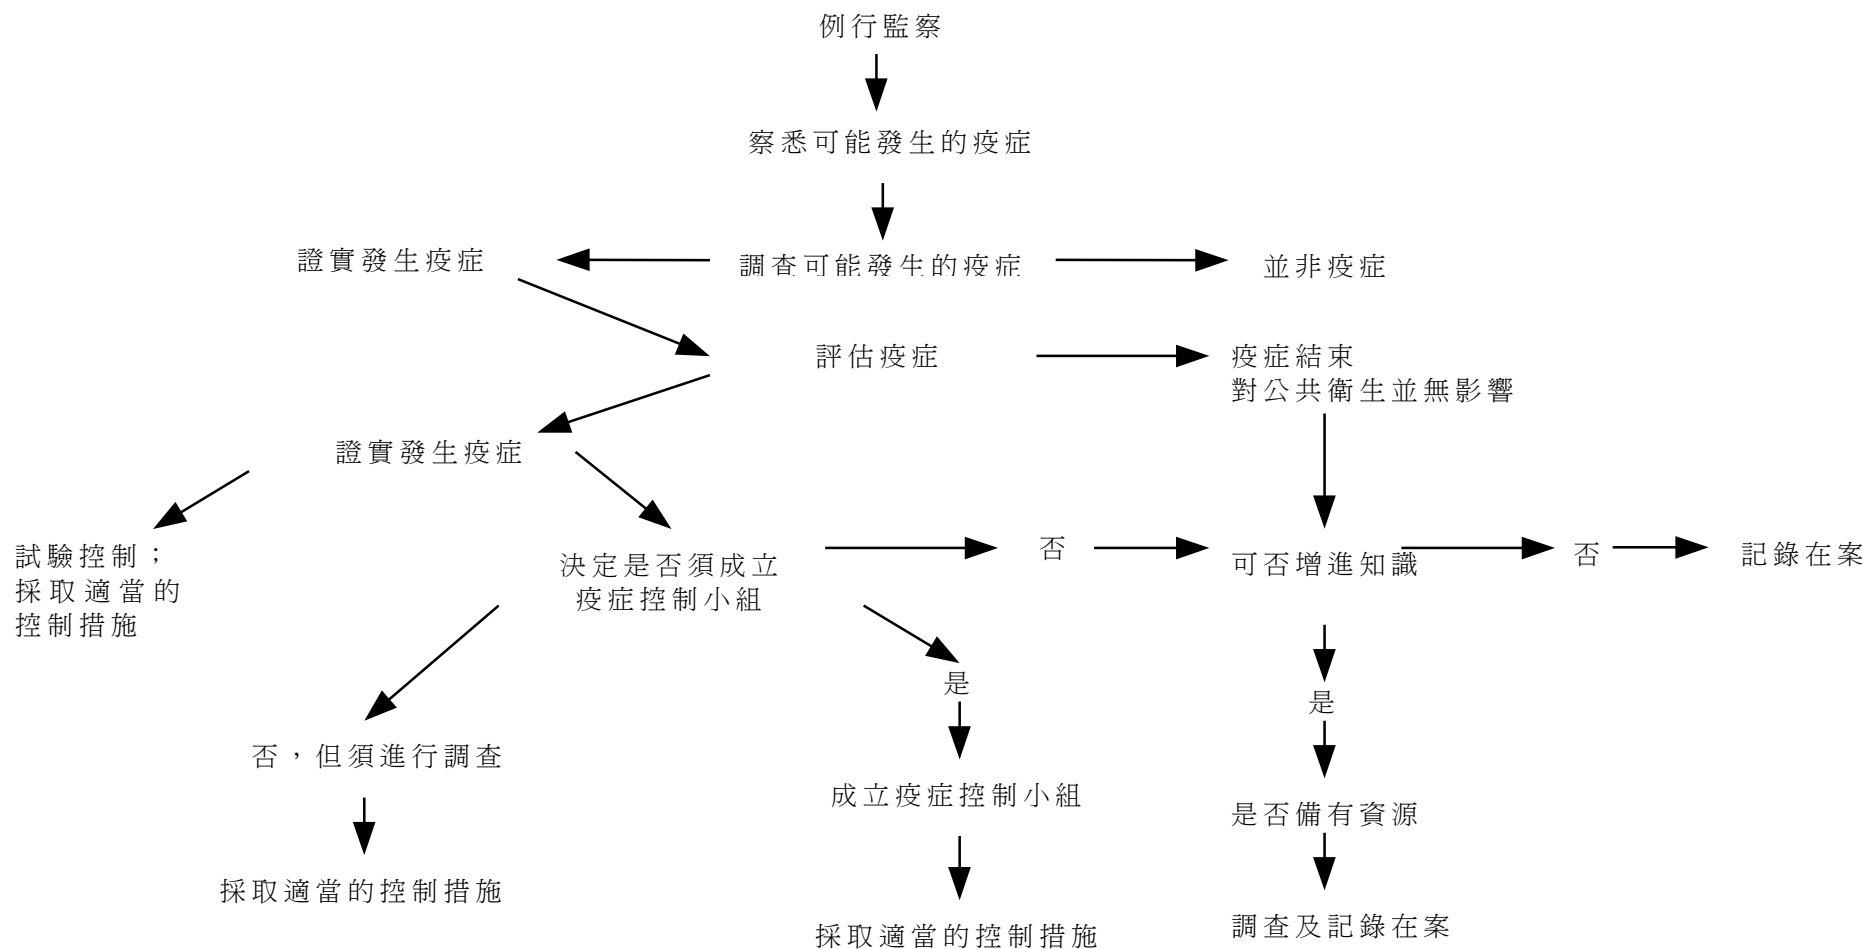 例行監察
察悉可能發生的疫症
證實發生疫症
調查可能發生的疫症
並非疫症
評估疫症
疫症結束
對公共衛生並無影響
證實發生疫症
試驗控制；
採取適當的
控制措施
決定是否須成立
疫症控制小組
否
可否增進知識
否
記錄在案
是
是
否，但須進行調查
成立疫症控制小組
是否備有資源
採取適當的控制措施
採取適當的控制措施
調查及記錄在案